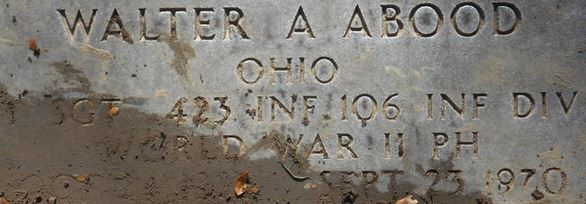 WALTER A ABOOD
OHIO
SGT 423 INF 106 INF DIV
WORLD WAR II PH
SEPT 23 1970